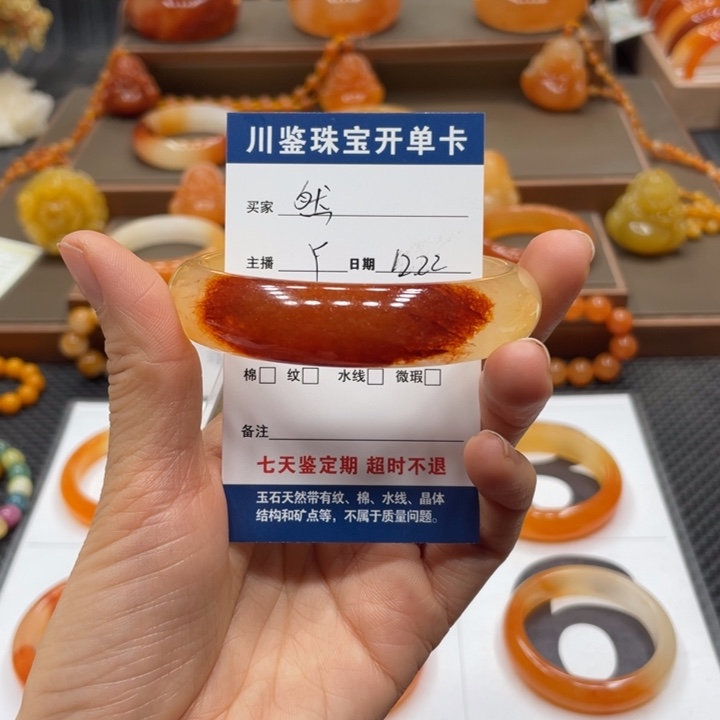 川鉴珠宝开单卡
买家 然
主播 Y 日期 1222
棉□ 纹□ 水线□ 微瑕□
备注
七天鉴定期 超时不退
玉石天然带有纹、棉、水线、晶体
结构和矿点等，不属于质量问题。